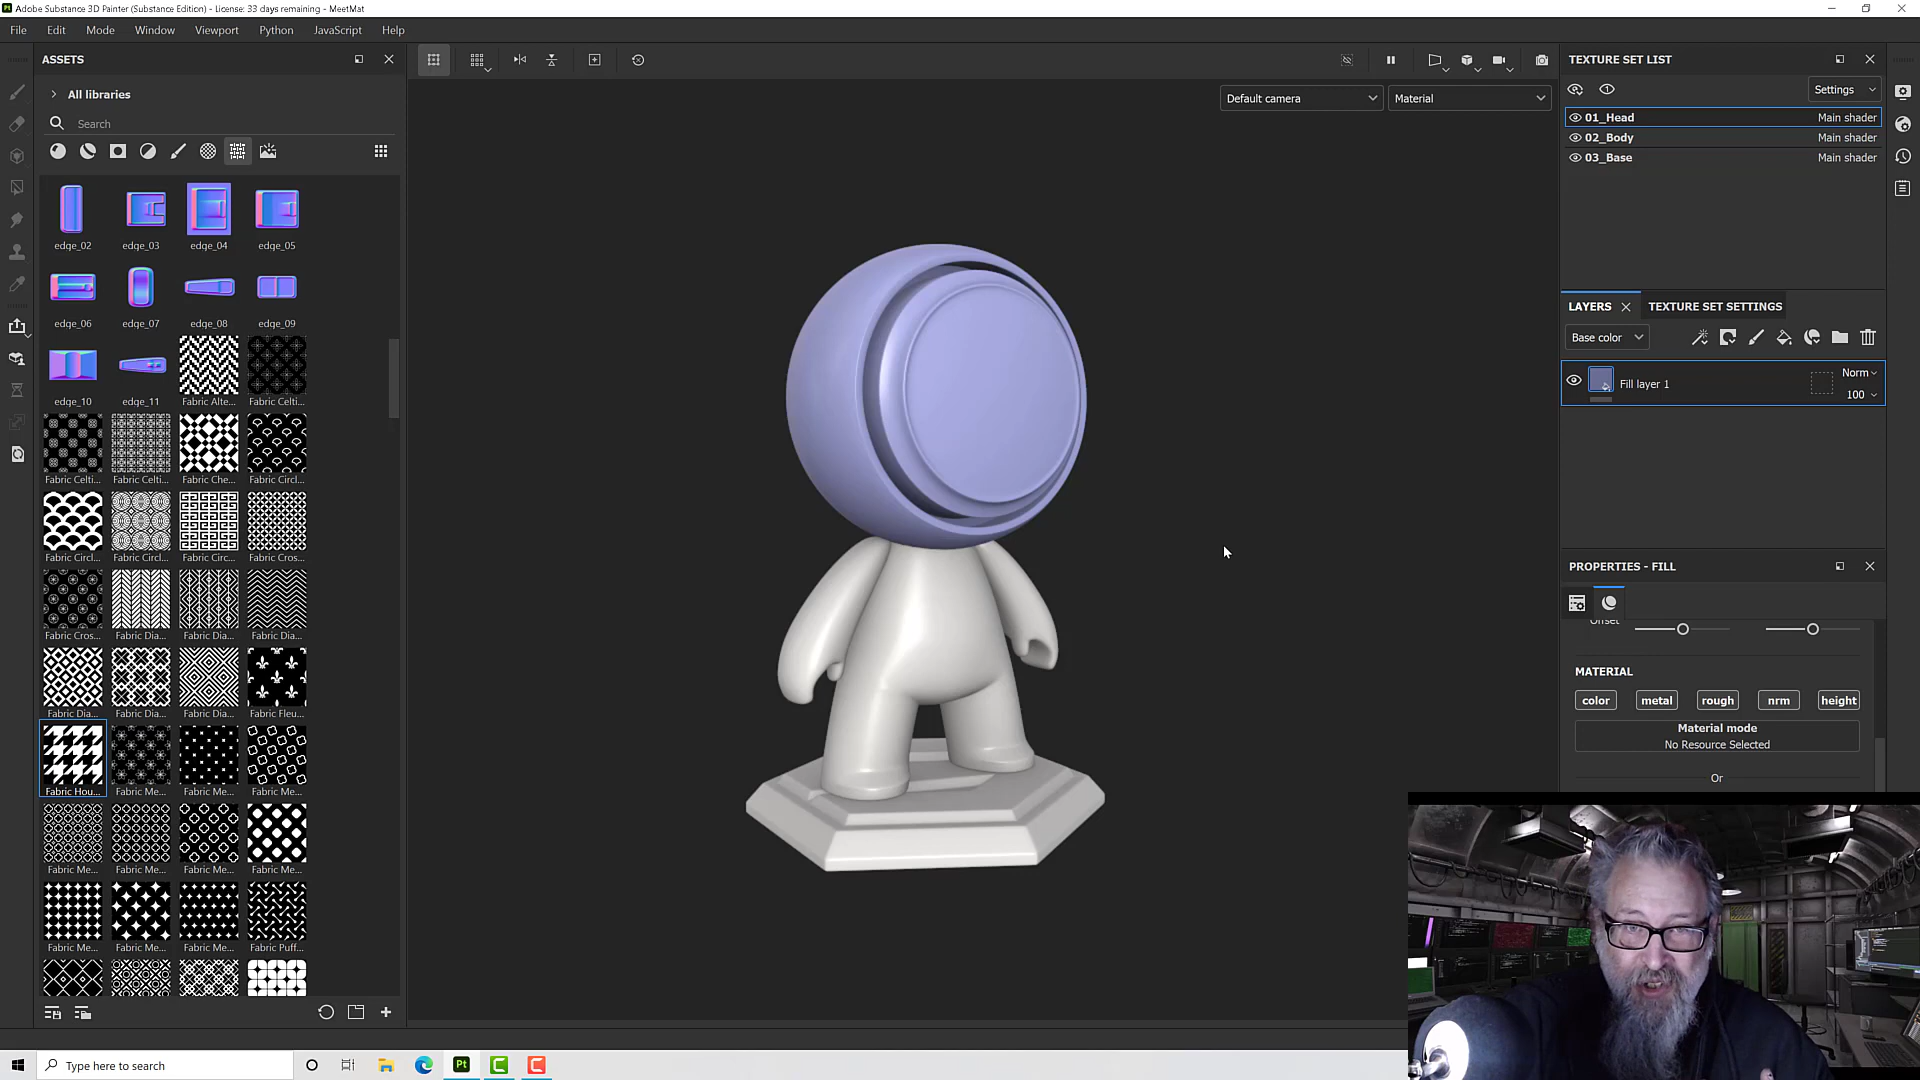 Adobe Substance 3D Painter (Substance Edition) - License: 33 days remaining - MeetMat
File Edit Mode Window Viewport Python JavaScript Help
ASSETS
All libraries
Search
edge_02 edge_03 edge_04 edge_05
edge_06 edge_07 edge_08 edge_09
edge_10 edge_11 Fabric Alte... Fabric Celti...
Fabric Celti... Fabric Celti... Fabric Che... Fabric Circl...
Fabric Circl... Fabric Circl... Fabric Circ... Fabric Cros...
Fabric Cros... Fabric Dia... Fabric Dia... Fabric Dia...
Fabric Dia... Fabric Dia... Fabric Dia... Fabric Fleu...
Fabric Hou... Fabric Me... Fabric Me... Fabric Me...
Fabric Me... Fabric Me... Fabric Me... Fabric Me...
Fabric Me... Fabric Me... Fabric Me... Fabric Puff...
Default camera Material
TEXTURE SET LIST
Settings
01_Head Main shader
02_Body Main shader
03_Base Main shader
LAYERS TEXTURE SET SETTINGS
Base color
Fill layer 1 Norm
100
PROPERTIES - FILL
Offset
MATERIAL
color metal rough nrm height
Material mode
No Resource Selected
Or
Type here to search
Pt